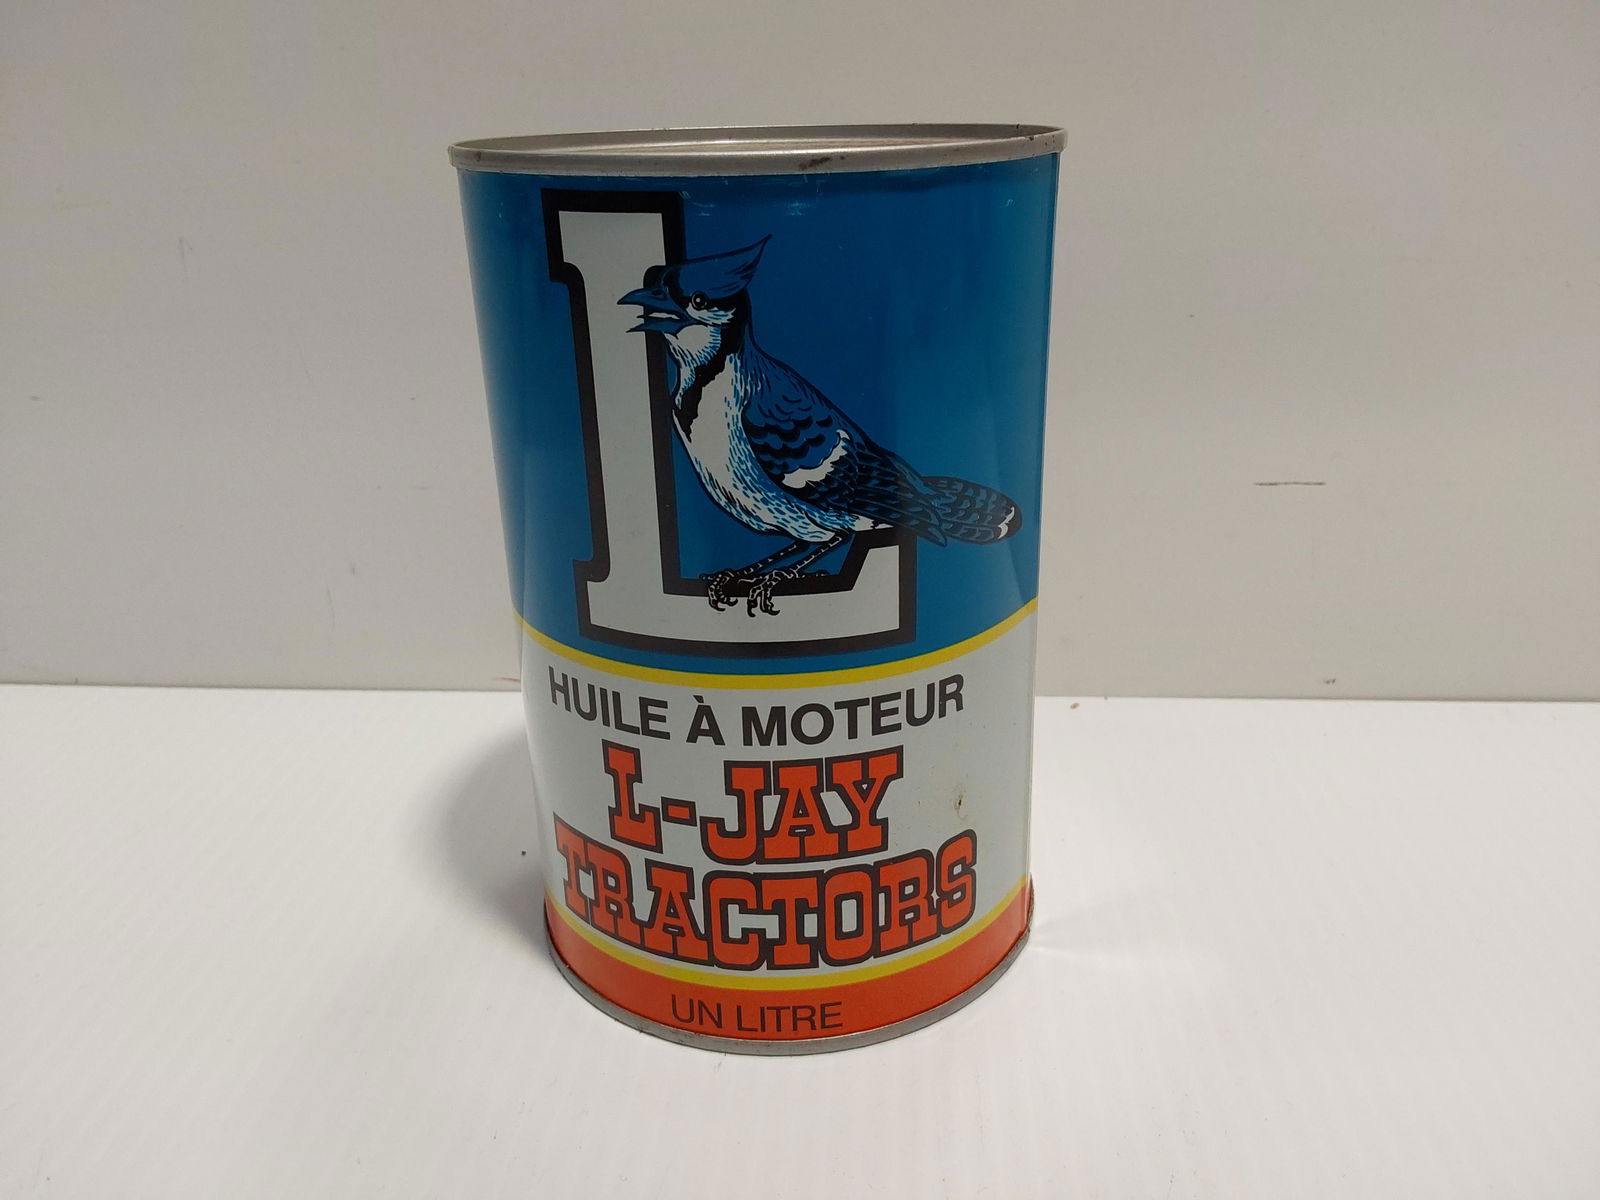 L
HUILE À MOTEUR
L-JAY
TRACTORS
UN LITRE